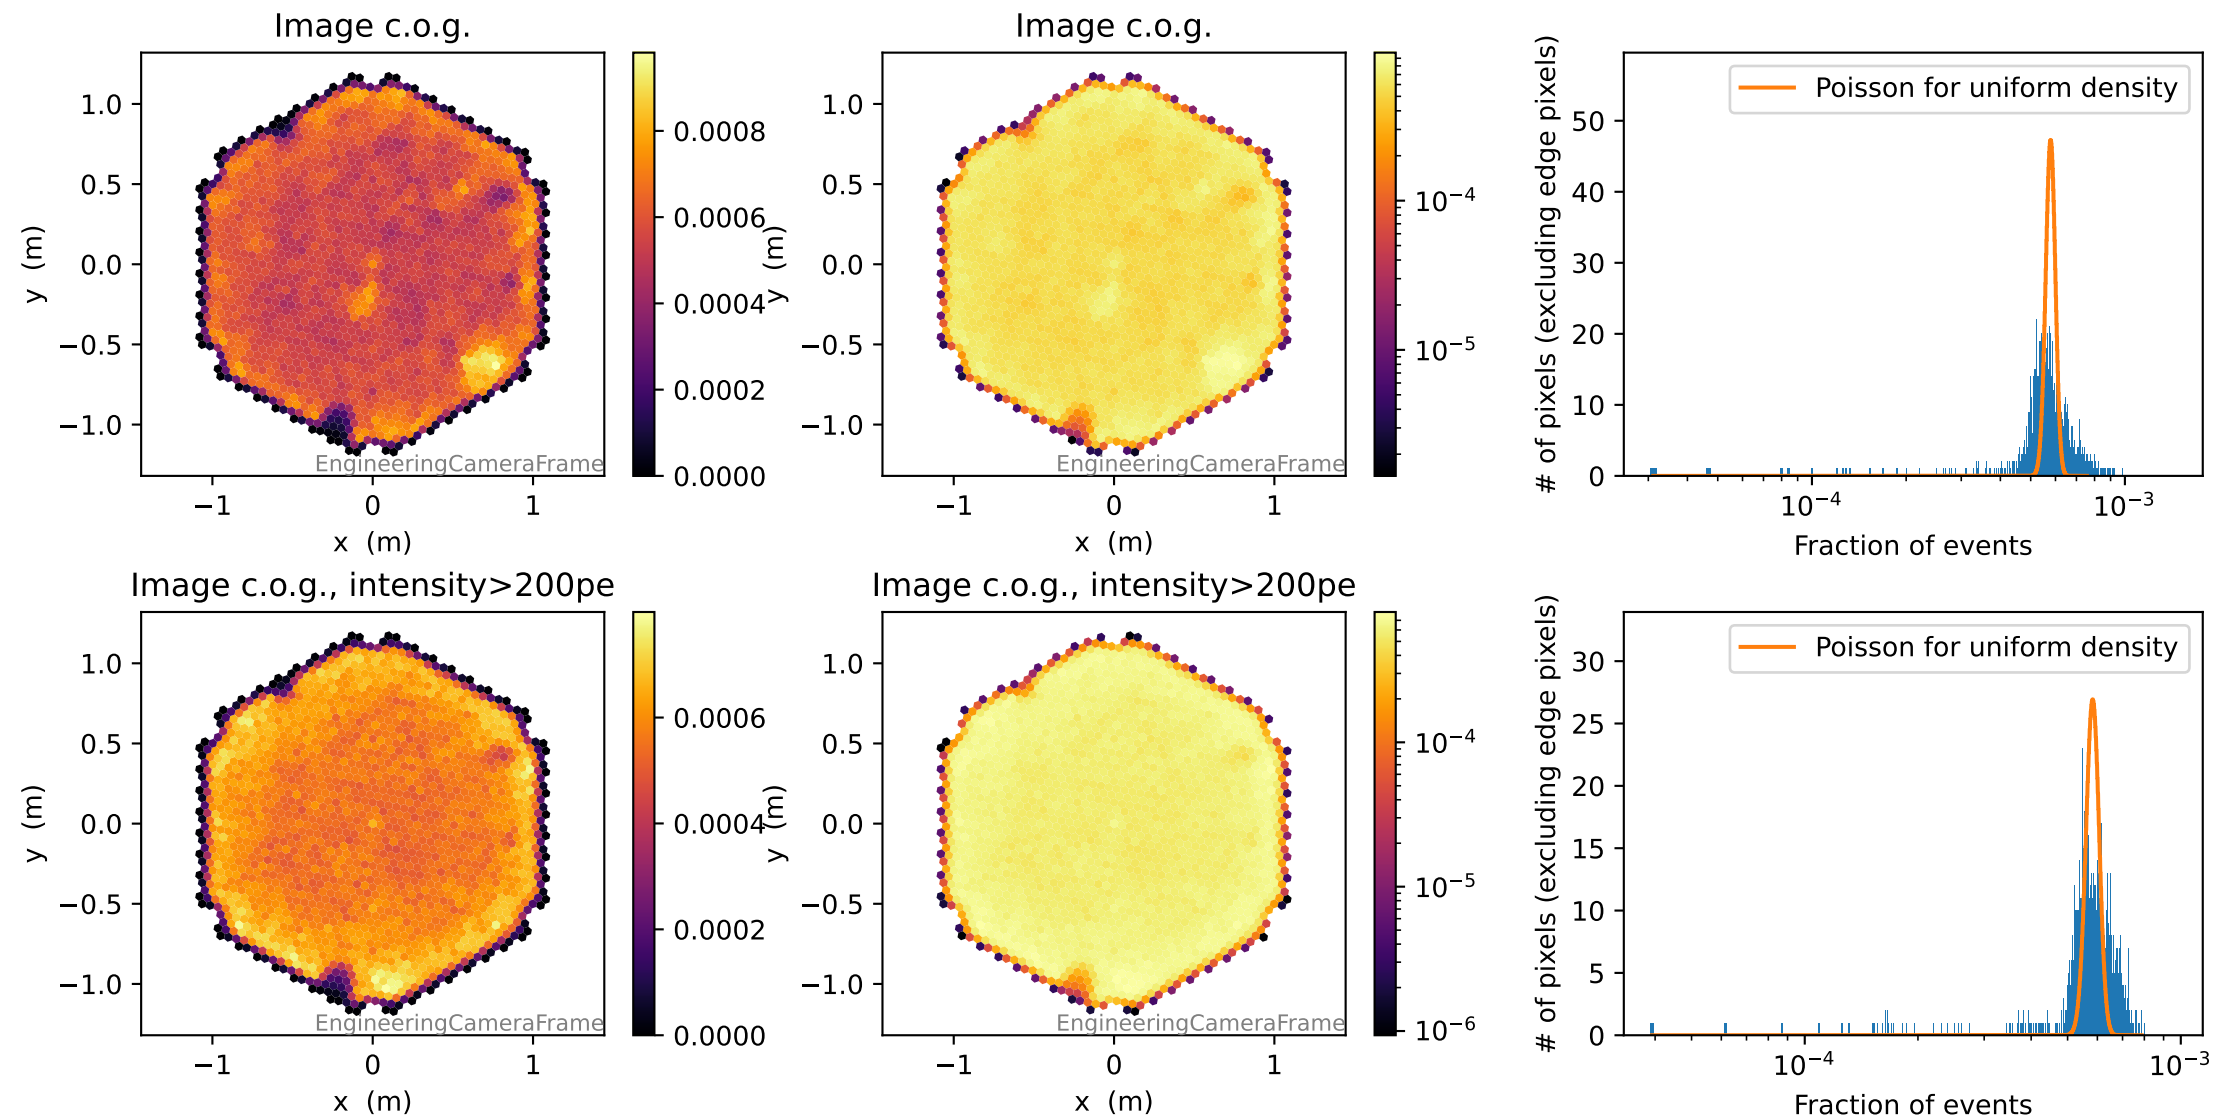 Image c.o.g.
1.0
0.5
0.0
−0.5
−1.0
y (m)
−1
0
1
x (m)
EngineeringCameraFrame
0.0008
0.0006
0.0004
0.0002
0.0000
Image c.o.g.
1.0
0.5
0.0
−0.5
−1.0
y (m)
−1
0
1
x (m)
EngineeringCameraFrame
10⁻⁴
10⁻⁵
Poisson for uniform density
# of pixels (excluding edge pixels)
50
40
30
20
10
0
10⁻⁴
10⁻³
Fraction of events
Image c.o.g., intensity>200pe
1.0
0.5
0.0
−0.5
−1.0
y (m)
−1
0
1
x (m)
EngineeringCameraFrame
0.0006
0.0004
0.0002
0.0000
Image c.o.g., intensity>200pe
1.0
0.5
0.0
−0.5
−1.0
y (m)
−1
0
1
x (m)
EngineeringCameraFrame
10⁻⁴
10⁻⁵
10⁻⁶
Poisson for uniform density
# of pixels (excluding edge pixels)
30
25
20
15
10
5
0
10⁻⁴
10⁻³
Fraction of events